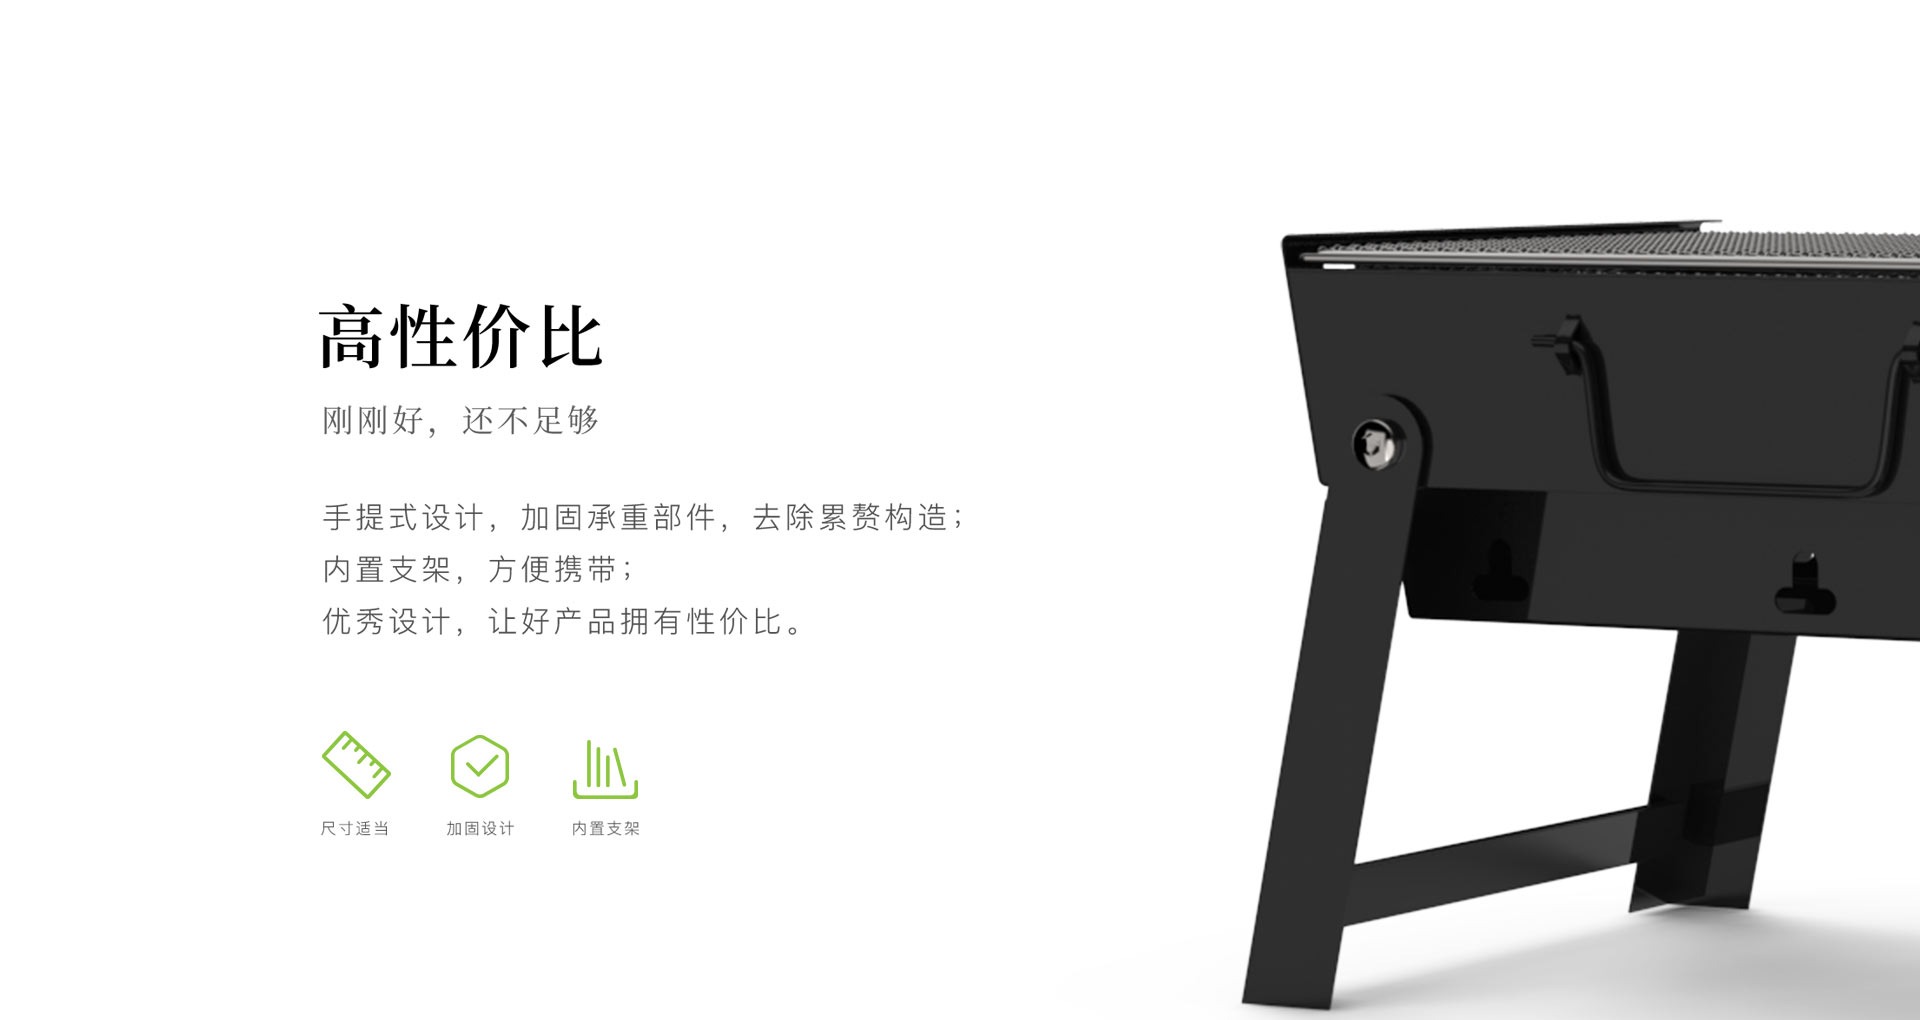 高性价比
刚刚好，还不足够
手提式设计，加固承重部件，去除累赘构造；
内置支架，方便携带；
优秀设计，让好产品拥有性价比。
尺寸适当
加固设计
内置支架